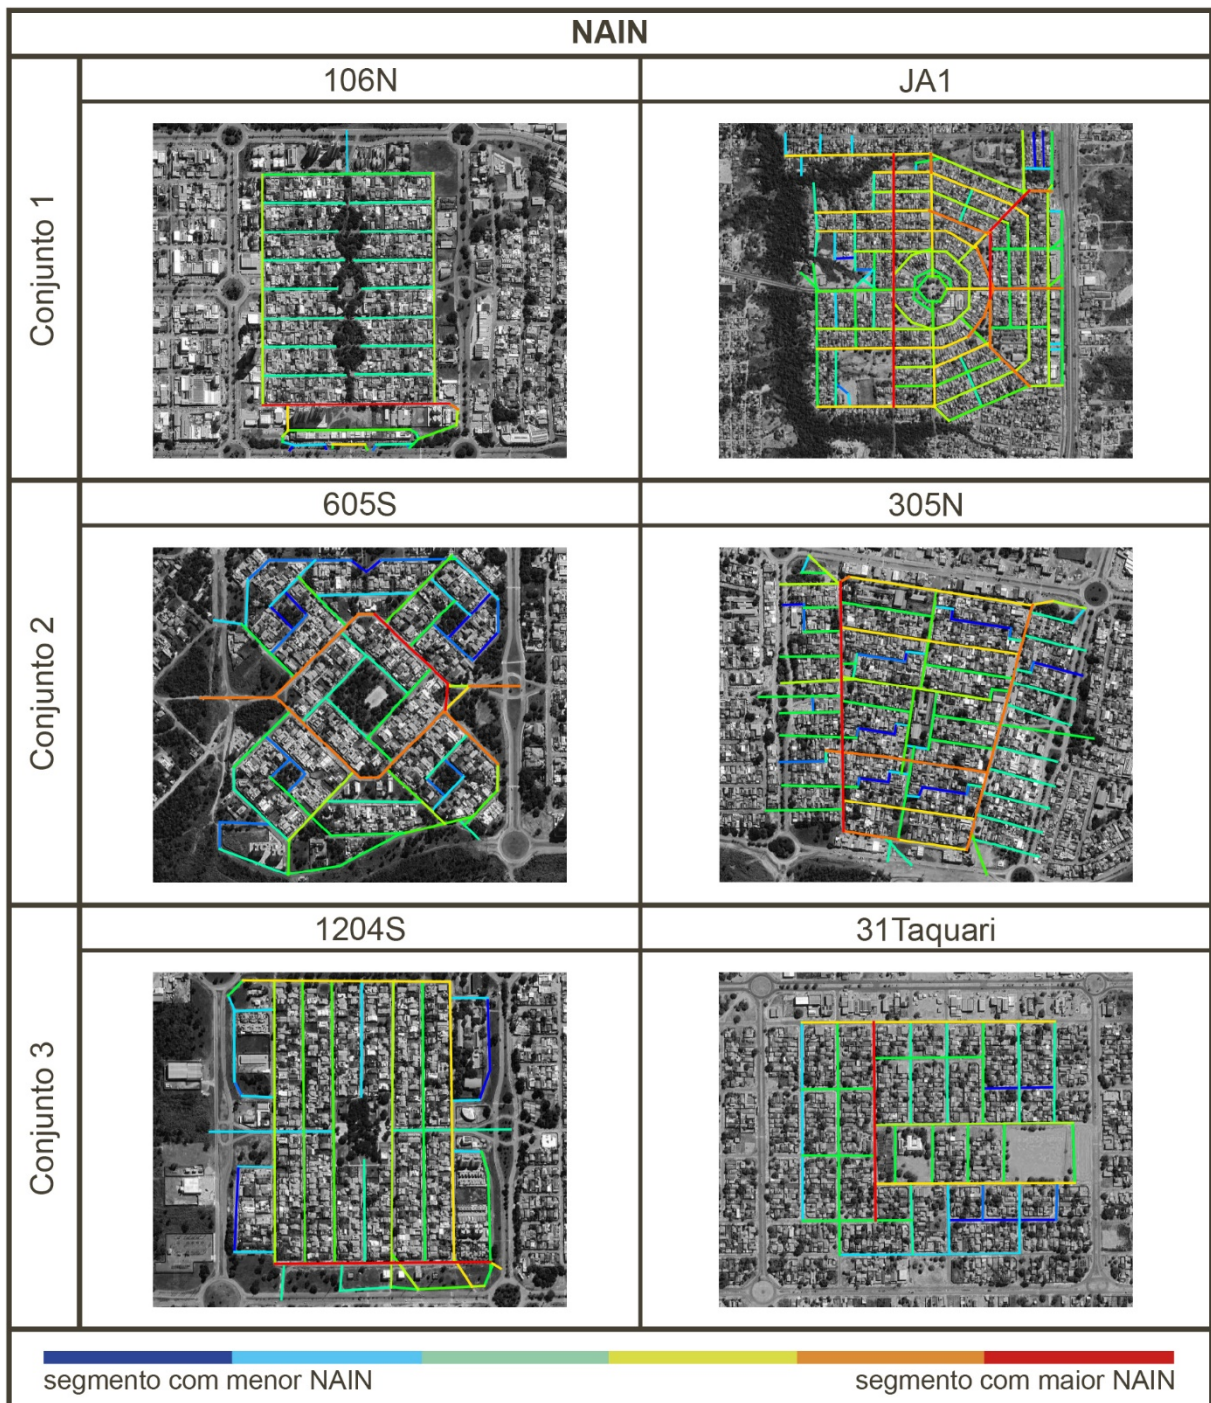 NAIN
Conjunto 1
106N
JA1
Conjunto 2
605S
305N
Conjunto 3
1204S
31Taquari
segmento com menor NAIN
segmento com maior NAIN